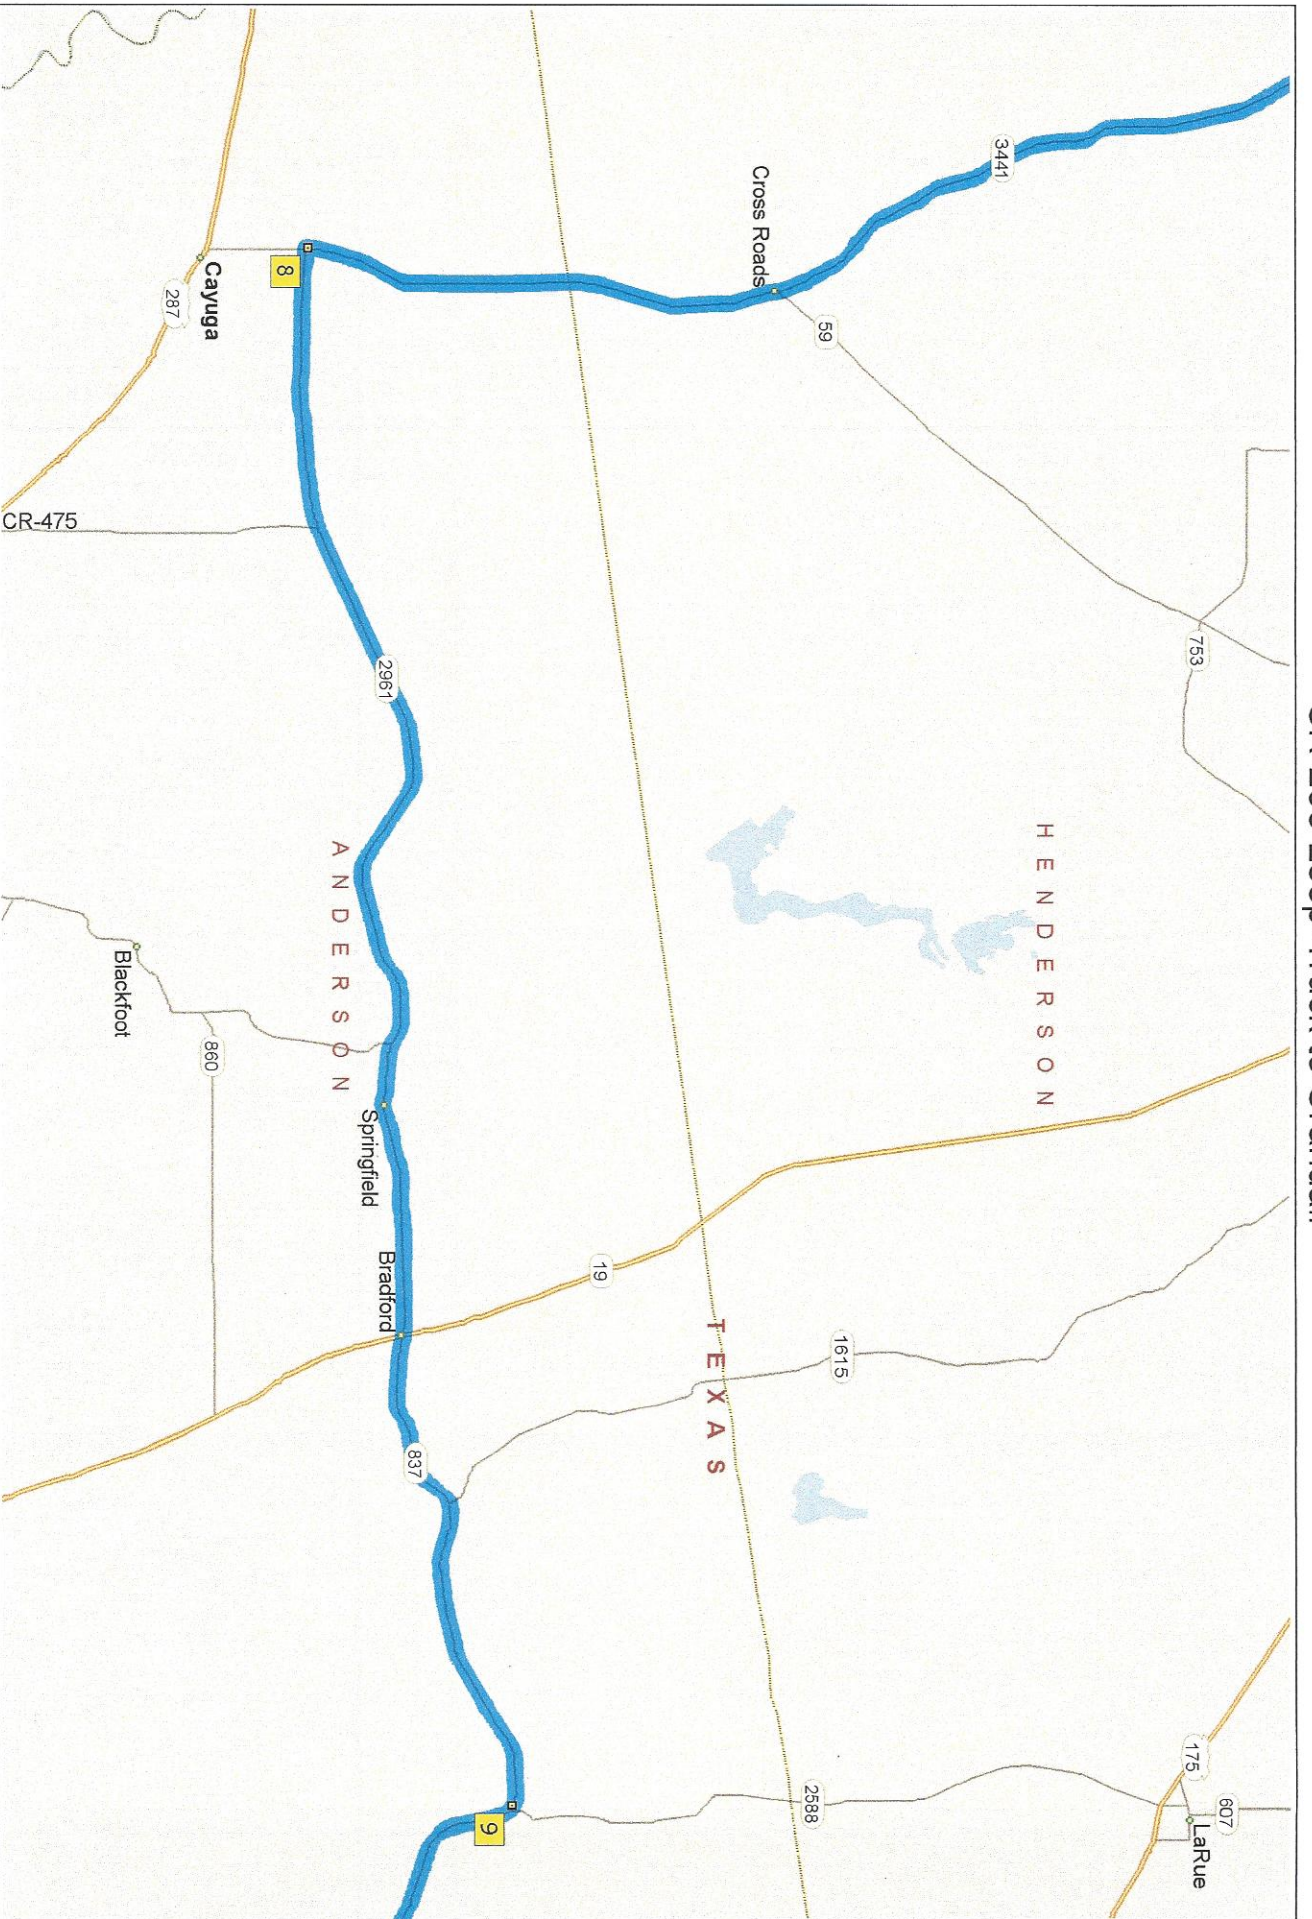 607
753
LaRue
175
HENDERSON
3441
1615
59
2588
Cross Roads
TEXAS
19
9
837
2961
Bradford
Springfield
ANDERSON
8
Cayuga
860
287
Blackfoot
CR-475